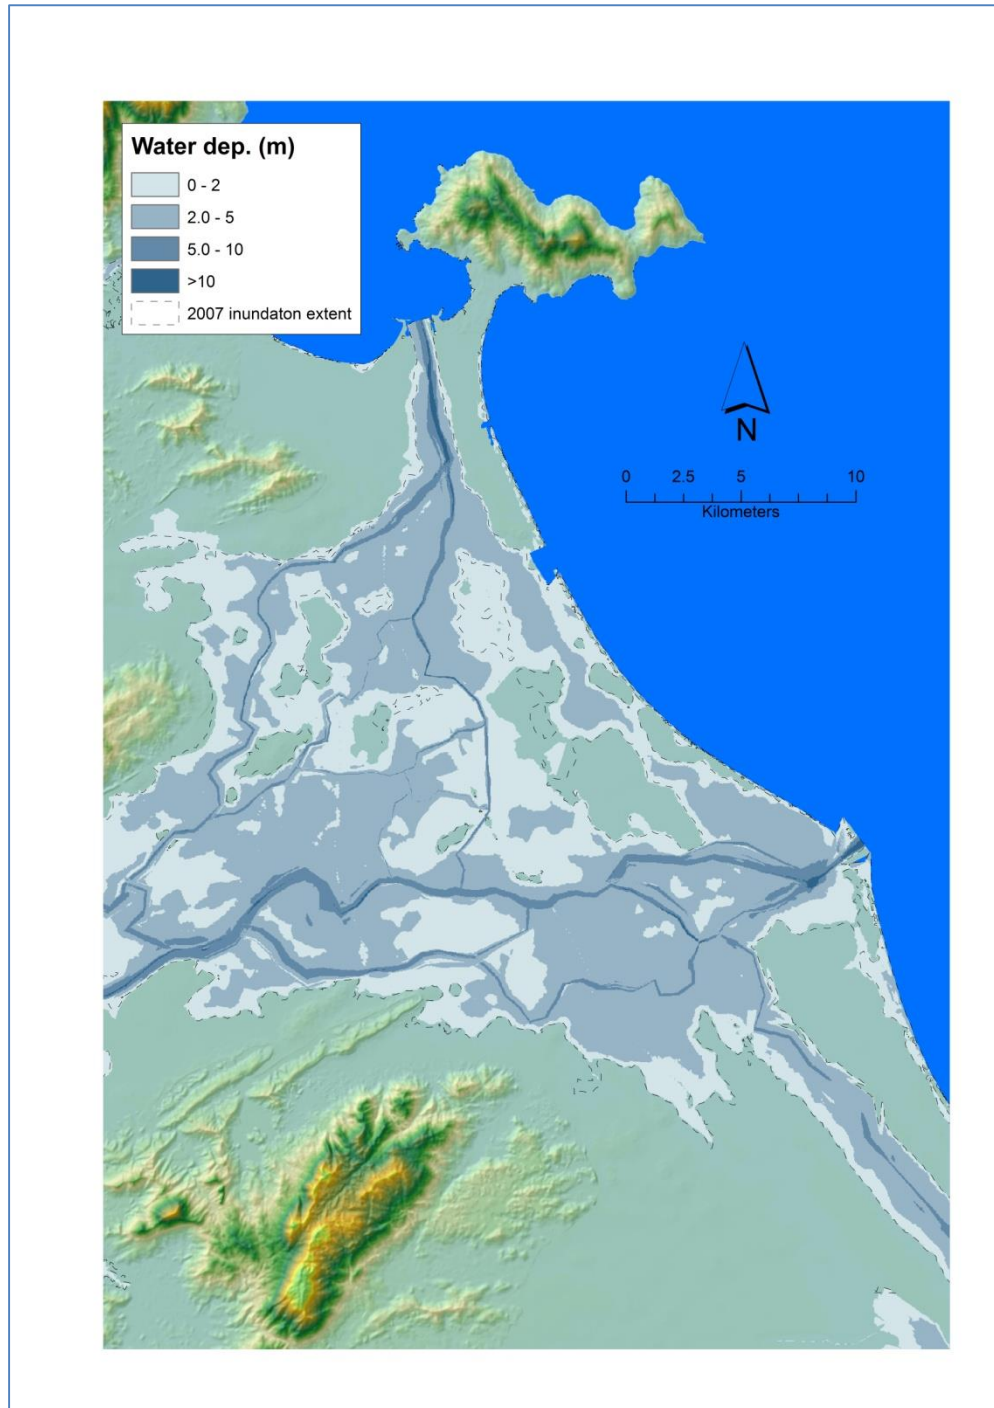 Water dep. (m)
0 - 2
2.0 - 5
5.0 - 10
>10
2007 inundaton extent
N
0 2.5 5 10
Kilometers